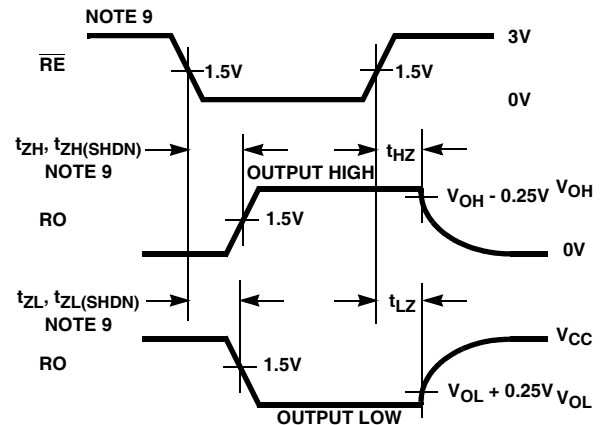 NOTE 9
3V
RE
1.5V
1.5V
0V
tZH, tZH(SHDN)
NOTE 9
tHZ
OUTPUT HIGH
VOH - 0.25V
VOH
RO
1.5V
0V
tZL, tZL(SHDN)
NOTE 9
tLZ
VCC
RO
1.5V
VOL + 0.25V
VOL
OUTPUT LOW